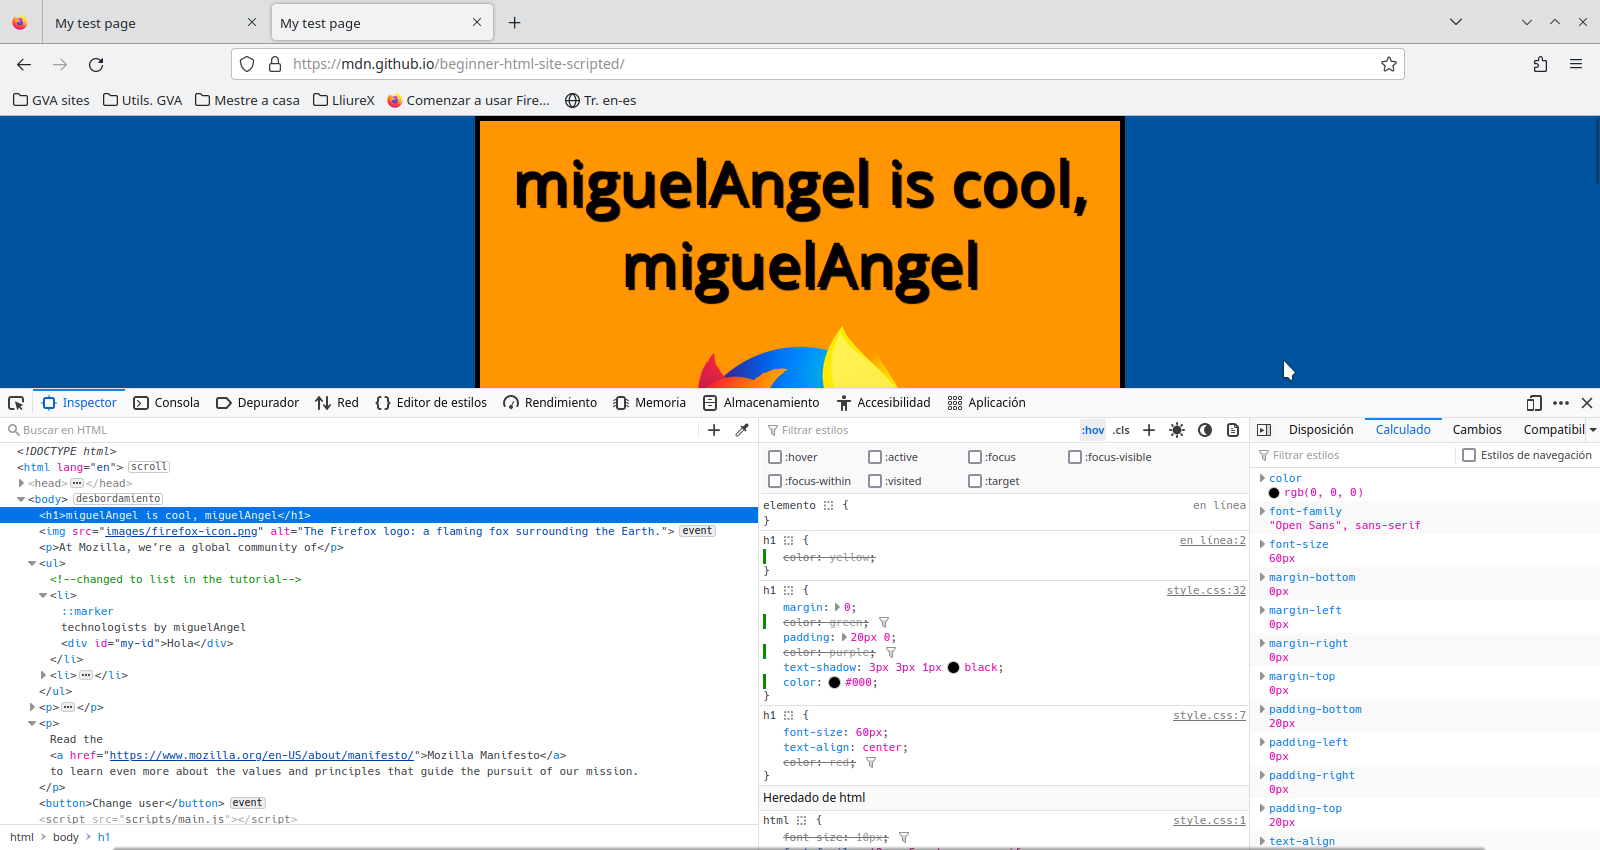 My test page
My test page
https://mdn.github.io/beginner-html-site-scripted/
GVA sites
Utils. GVA
Mestre a casa
LliureX
Comenzar a usar Fire...
Tr. en-es
miguelAngel is cool,
miguelAngel
Inspector
Consola
Depurador
Red
Editor de estilos
Rendimiento
Memoria
Almacenamiento
Accesibilidad
Aplicación
Buscar en HTML
<!DOCTYPE html>
<html lang="en"> scroll
<head> ••• </head>
<body> desbordamiento
<h1>miguelAngel is cool, miguelAngel</h1>
<img src="images/firefox-icon.png" alt="The Firefox logo: a flaming fox surrounding the Earth."> event
<p>At Mozilla, we’re a global community of</p>
<ul>
<!--changed to list in the tutorial-->
<li>
::marker
technologists by miguelAngel
<div id="my-id">Hola</div>
</li>
<li> ••• </li>
</ul>
<p> ••• </p>
<p>
Read the
<a href="https://www.mozilla.org/en-US/about/manifesto/">Mozilla Manifesto</a>
to learn even more about the values and principles that guide the pursuit of our mission.
</p>
<button>Change user</button> event
<script src="scripts/main.js"></script>
html > body > h1
Filtrar estilos
:hov .cls
:hover
:active
:focus
:focus-visible
:focus-within
:visited
:target
elemento { en línea
}
h1 { en línea:2
color: yellow;
}
h1 { style.css:32
margin: 0;
color: green;
padding: 20px 0;
color: purple;
text-shadow: 3px 3px 1px black;
color: #000;
}
h1 { style.css:7
font-size: 60px;
text-align: center;
color: red;
}
Heredado de html
html { style.css:1
font-size: 10px;
Disposición
Calculado
Cambios
Compatibil
Filtrar estilos
Estilos de navegación
color
rgb(0, 0, 0)
font-family
"Open Sans", sans-serif
font-size
60px
margin-bottom
0px
margin-left
0px
margin-right
0px
margin-top
0px
padding-bottom
20px
padding-left
0px
padding-right
0px
padding-top
20px
text-align